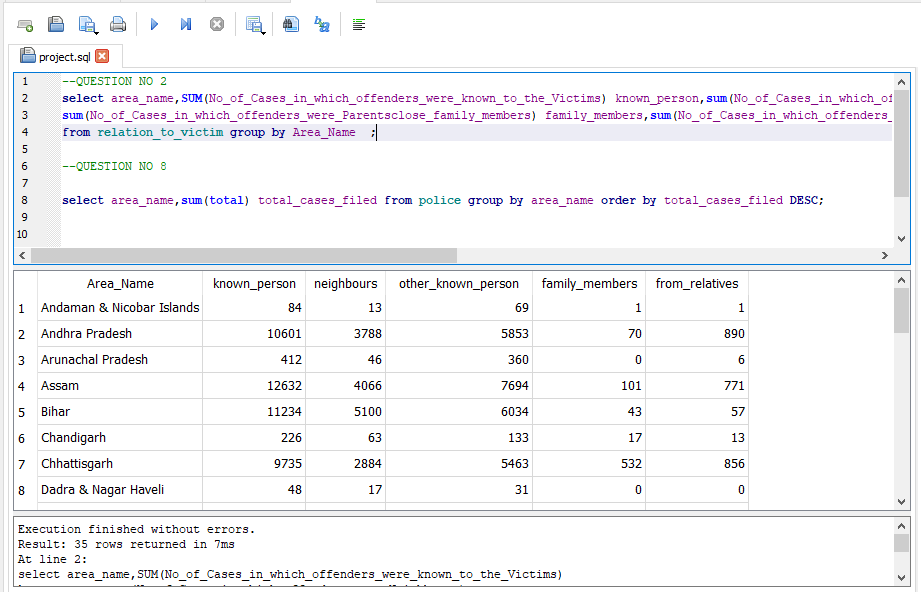 project.sql
1 --QUESTION NO 2
2 select area_name,SUM(No_of_Cases_in_which_offenders_were_known_to_the_Victims) known_person,sum(No_of_Cases_in_which_of
3 sum(No_of_Cases_in_which_offenders_were_Parentsclose_family_members) family_members,sum(No_of_Cases_in_which_offenders_
4 from relation_to_victim group by Area_Name ;
5
6 --QUESTION NO 8
7
8 select area_name,sum(total) total_cases_filed from police group by area_name order by total_cases_filed DESC;
9
10
Area_Name known_person neighbours other_known_person family_members from_relatives
1 Andaman & Nicobar Islands 84 13 69 1 1
2 Andhra Pradesh 10601 3788 5853 70 890
3 Arunachal Pradesh 412 46 360 0 6
4 Assam 12632 4066 7694 101 771
5 Bihar 11234 5100 6034 43 57
6 Chandigarh 226 63 133 17 13
7 Chhattisgarh 9735 2884 5463 532 856
8 Dadra & Nagar Haveli 48 17 31 0 0
Execution finished without errors.
Result: 35 rows returned in 7ms
At line 2:
select area_name,SUM(No_of_Cases_in_which_offenders_were_known_to_the_Victims)